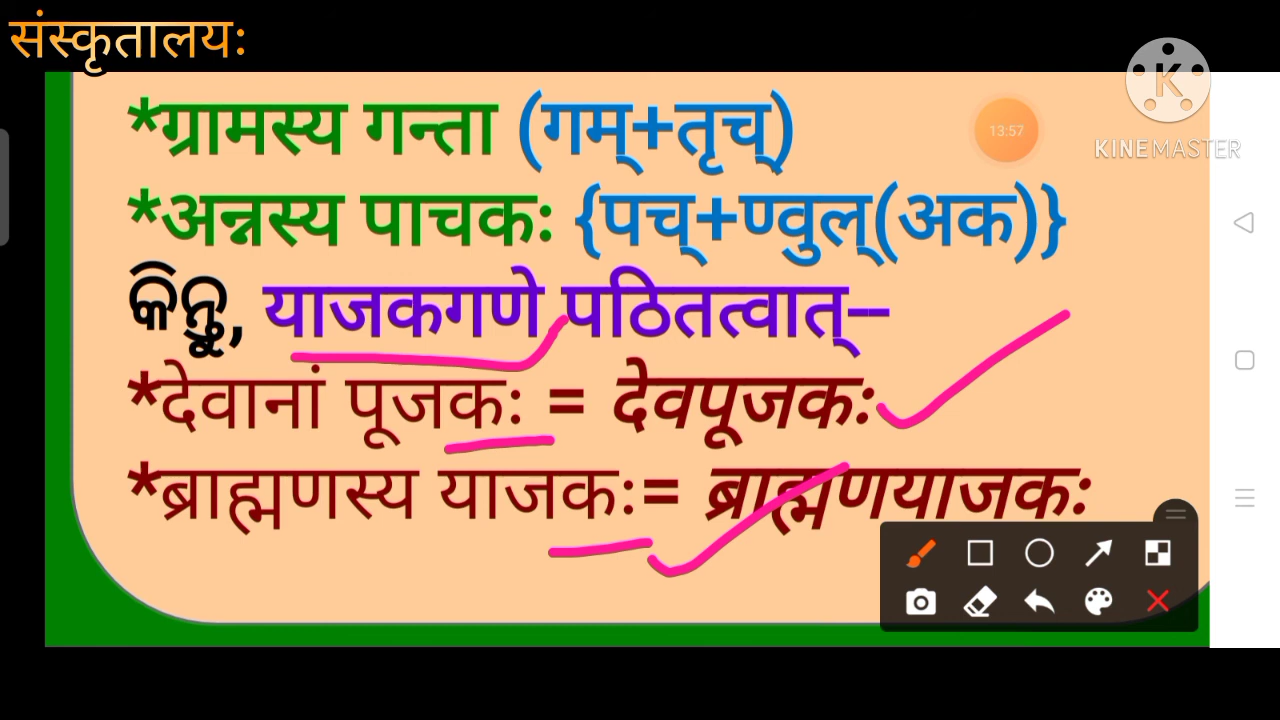 संस्कृतालयः
*ग्रामस्य गन्ता (गम्+तृच्)
13:57
KINEMASTER
*अन्नस्य पाचकः {पच्+ण्वुल्(अक)}
किन्तु, याजकगणे पठितत्वात्–
*देवानां पूजकः = देवपूजकः
*ब्राह्मणस्य याजकः= ब्राह्मणयाजकः